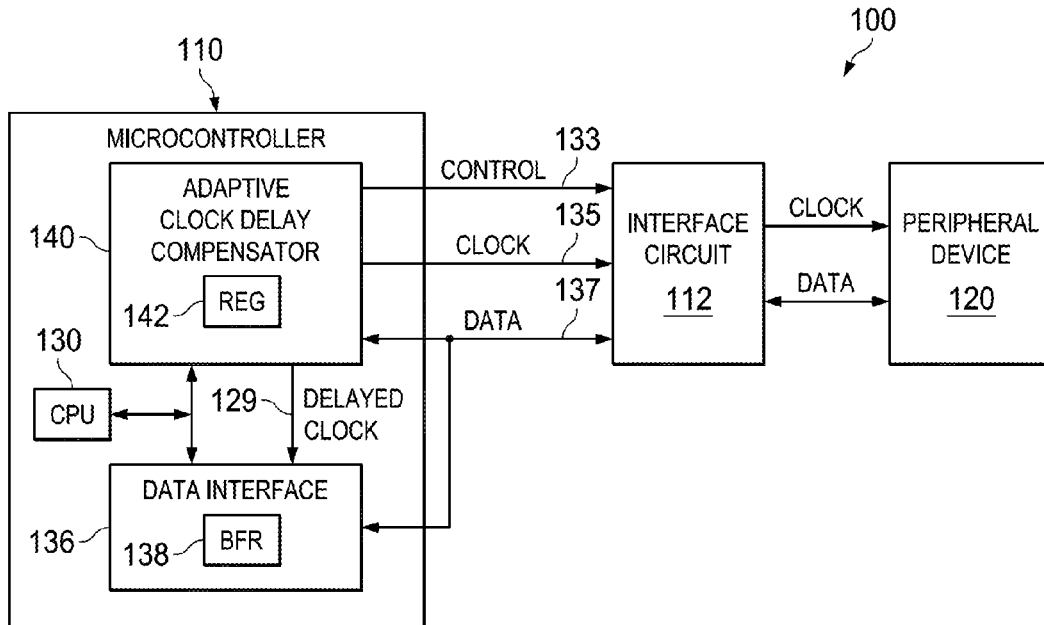 100
110
MICROCONTROLLER
ADAPTIVE
CLOCK DELAY
COMPENSATOR
140
142
REG
CONTROL
133
CLOCK
135
DATA
137
INTERFACE
CIRCUIT
112
CLOCK
DATA
PERIPHERAL
DEVICE
120
130
CPU
129
DELAYED
CLOCK
DATA INTERFACE
136
138
BFR